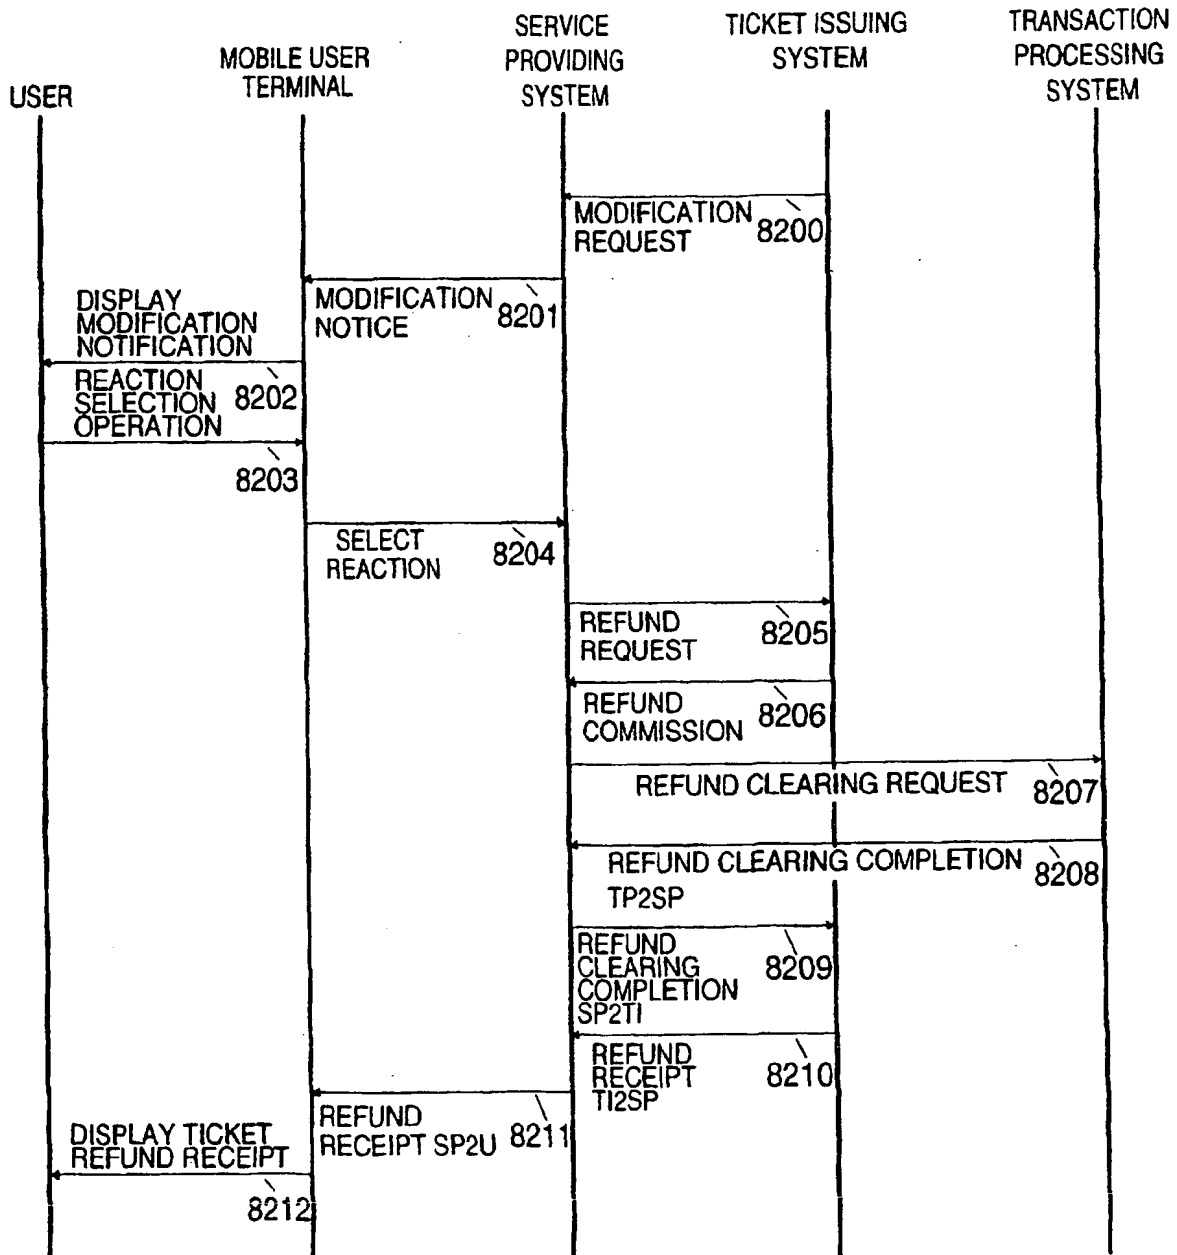 USER
MOBILE USER
TERMINAL
SERVICE
PROVIDING
SYSTEM
TICKET ISSUING
SYSTEM
TRANSACTION
PROCESSING
SYSTEM
MODIFICATION
REQUEST
8200
MODIFICATION
NOTICE
8201
DISPLAY
MODIFICATION
NOTIFICATION
8202
REACTION
SELECTION
OPERATION
8203
SELECT
REACTION
8204
REFUND
REQUEST
8205
REFUND
COMMISSION
8206
REFUND CLEARING REQUEST
8207
REFUND CLEARING COMPLETION
TP2SP
8208
REFUND
CLEARING
COMPLETION
SP2TI
8209
REFUND
RECEIPT
TI2SP
8210
REFUND
RECEIPT SP2U
8211
DISPLAY TICKET
REFUND RECEIPT
8212